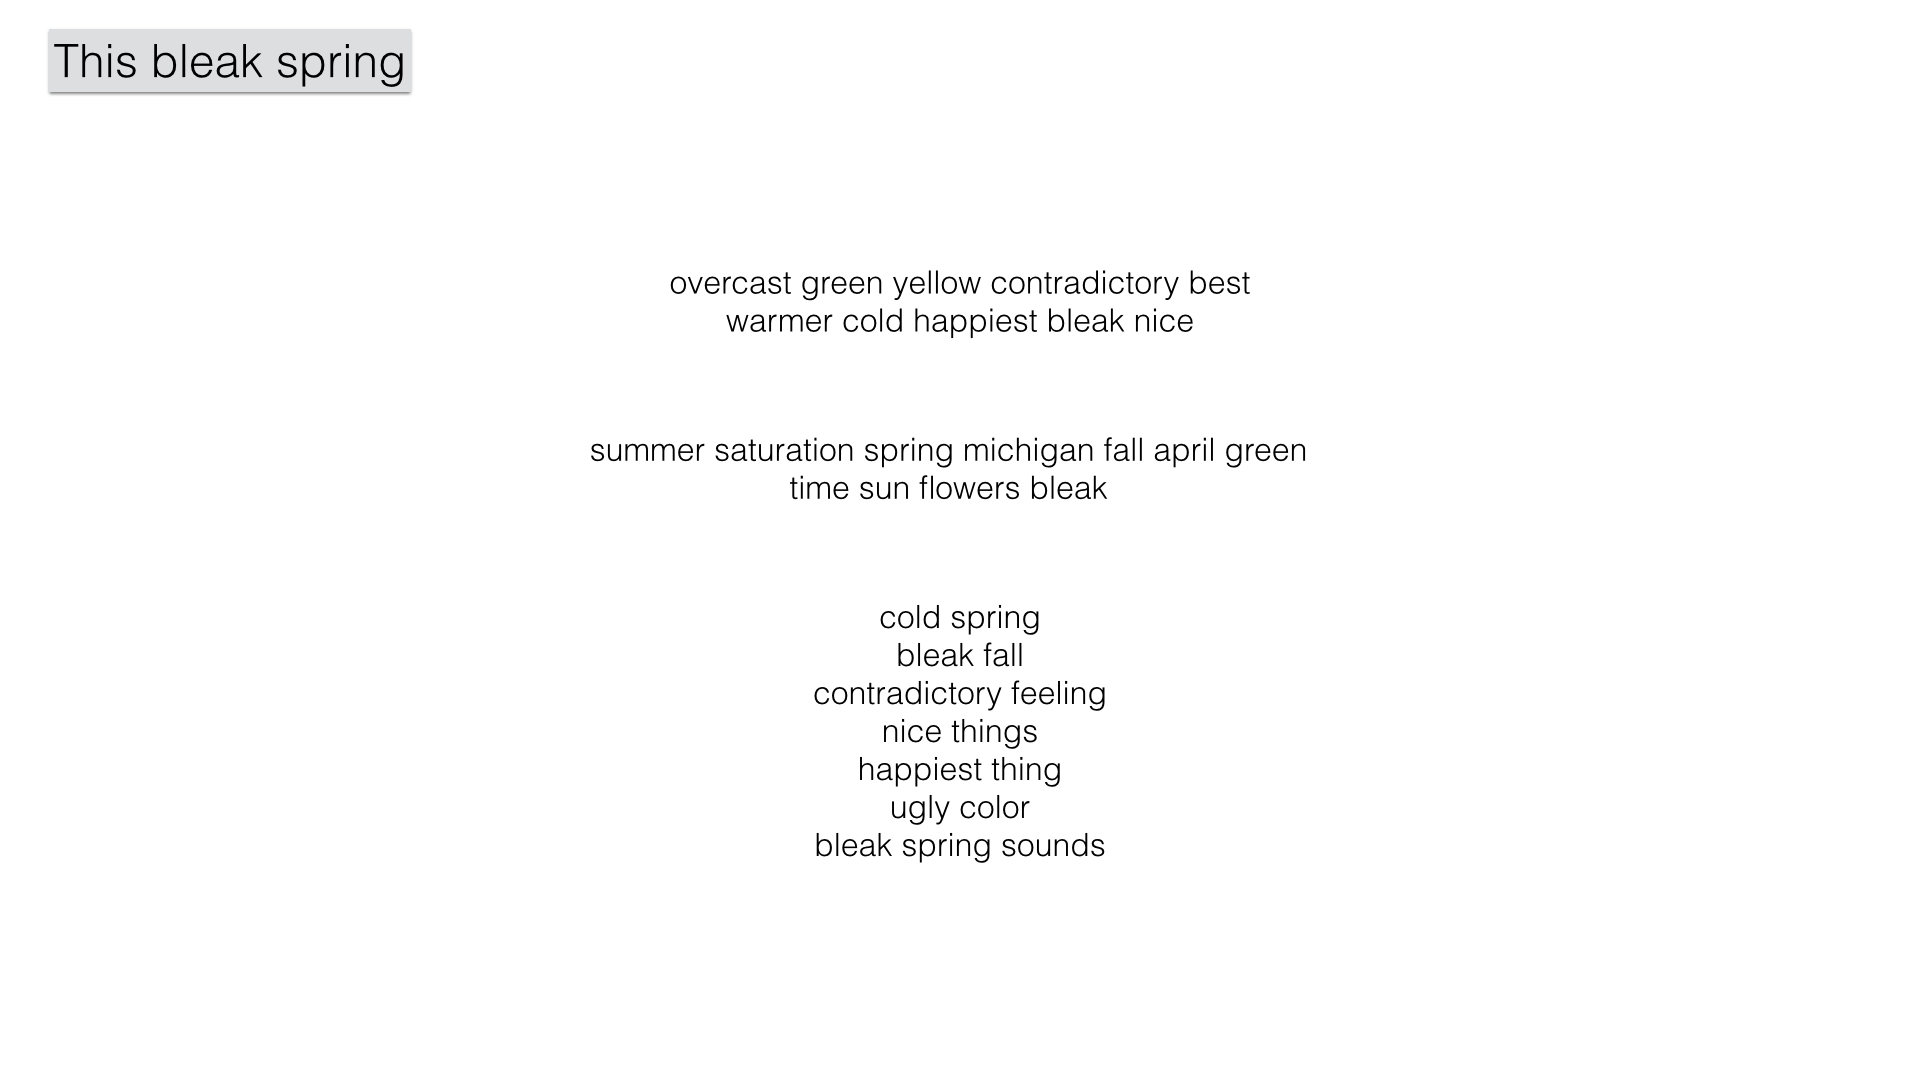 This bleak spring
overcast green yellow contradictory best
warmer cold happiest bleak nice
summer saturation spring michigan fall april green
time sun flowers bleak
cold spring
bleak fall
contradictory feeling
nice things
happiest thing
ugly color
bleak spring sounds